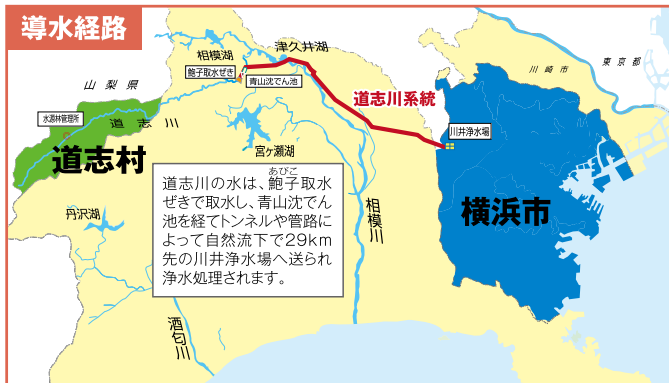 導水経路
津久井湖
相模湖
鮑子取水ぜき
青山沈でん池
山梨県
水源林管理所
道志川
道志村
道志川系統
川崎市
東京都
川井浄水場
宮ヶ瀬湖
丹沢湖
横浜市
相模川
酒匂川
あびこ
道志川の水は、鮑子取水
ぜきで取水し、青山沈でん
池を経てトンネルや管路に
よって自然流下で29km
先の川井浄水場へ送られ
浄水処理されます。